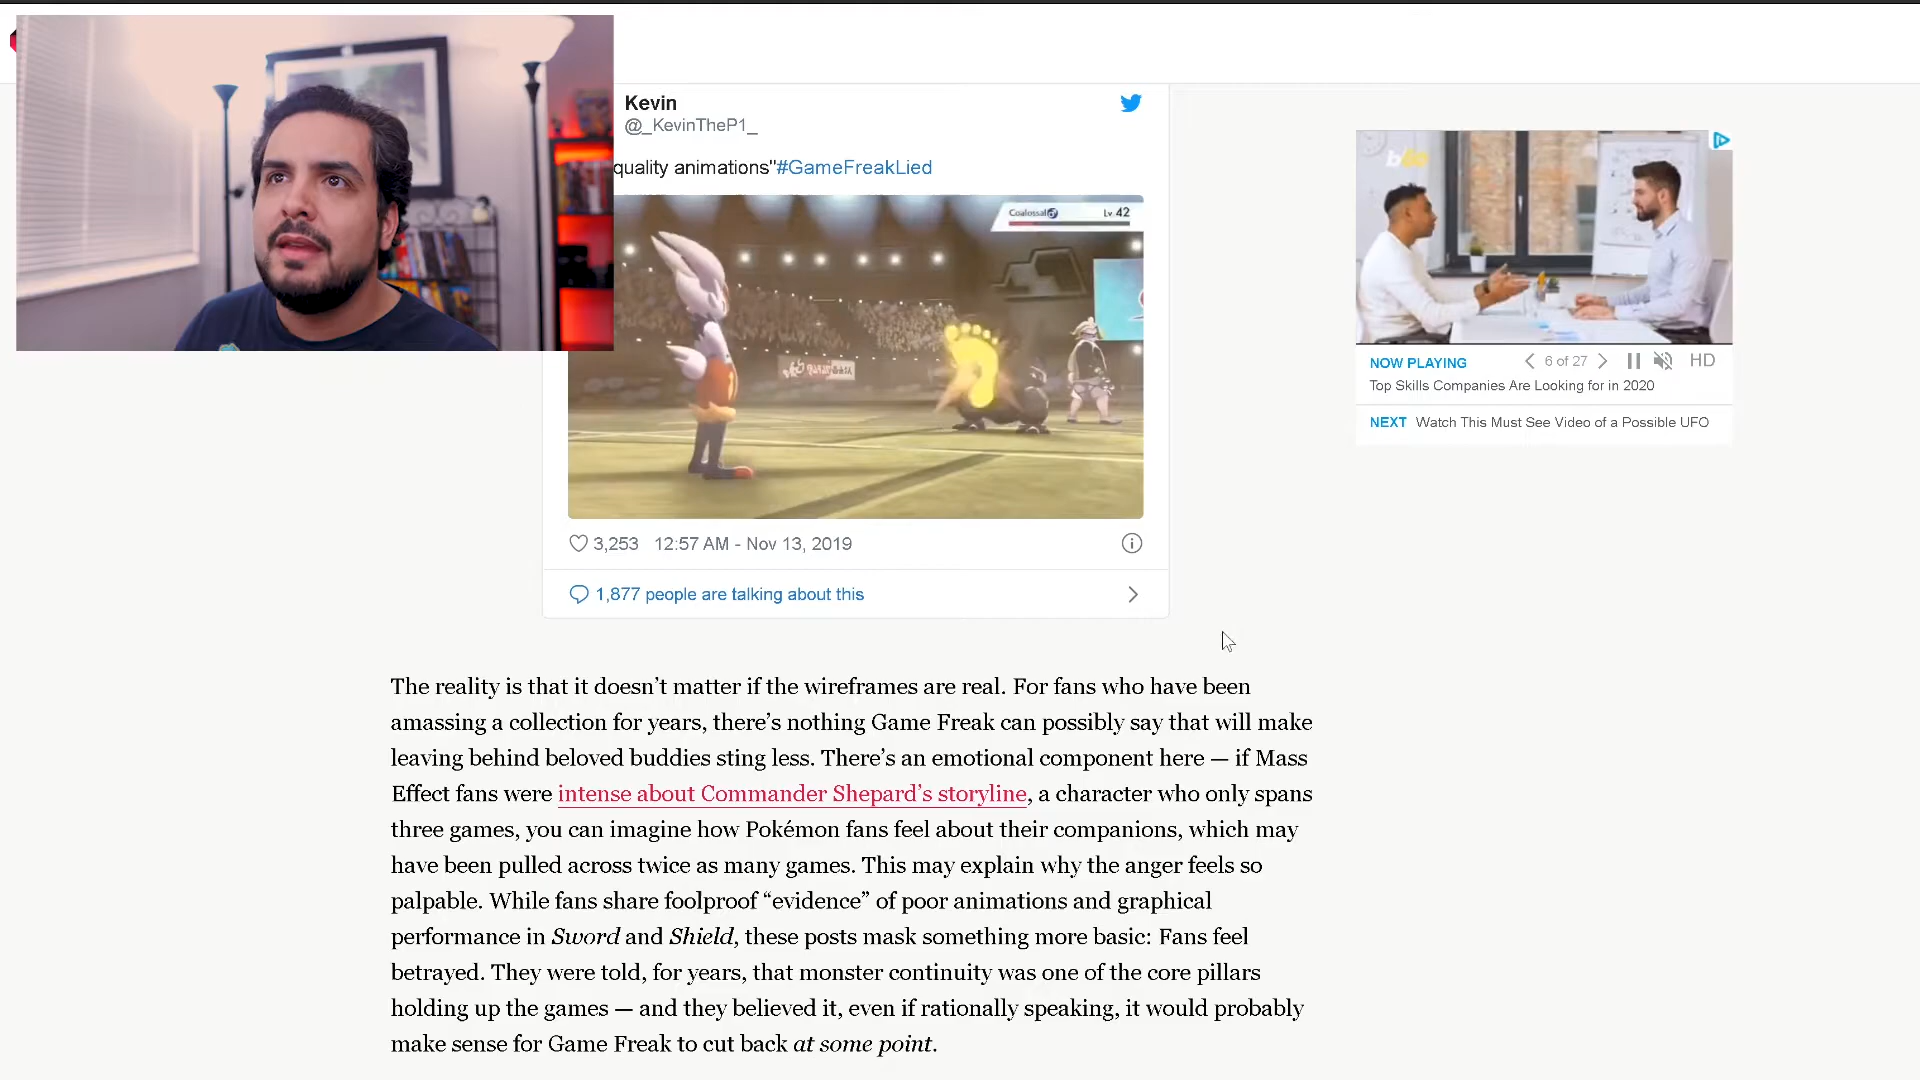 Kevin
@_KevinTheP1_
quality animations"#GameFreakLied
Coalossal Lv. 42
3,253 12:57 AM - Nov 13, 2019
1,877 people are talking about this
NOW PLAYING 6 of 27 HD
Top Skills Companies Are Looking for in 2020
NEXT Watch This Must See Video of a Possible UFO
The reality is that it doesn’t matter if the wireframes are real. For fans who have been
amassing a collection for years, there’s nothing Game Freak can possibly say that will make
leaving behind beloved buddies sting less. There’s an emotional component here — if Mass
Effect fans were intense about Commander Shepard’s storyline, a character who only spans
three games, you can imagine how Pokémon fans feel about their companions, which may
have been pulled across twice as many games. This may explain why the anger feels so
palpable. While fans share foolproof “evidence” of poor animations and graphical
performance in Sword and Shield, these posts mask something more basic: Fans feel
betrayed. They were told, for years, that monster continuity was one of the core pillars
holding up the games — and they believed it, even if rationally speaking, it would probably
make sense for Game Freak to cut back at some point.